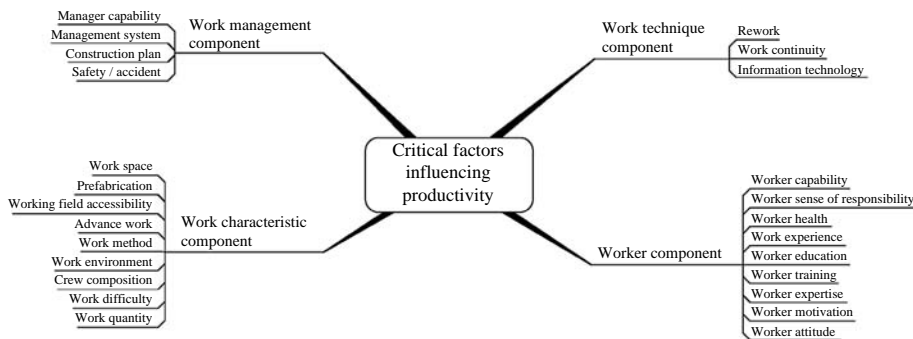 Manager capability
Management system
Construction plan
Safety / accident
Work management
component
Work technique
component
Rework
Work continuity
Information technology
Critical factors
influencing
productivity
Work space
Prefabrication
Working field accessibility
Advance work
Work method
Work environment
Crew composition
Work difficulty
Work quantity
Work characteristic
component
Worker component
Worker capability
Worker sense of responsibility
Worker health
Work experience
Worker education
Worker training
Worker expertise
Worker motivation
Worker attitude